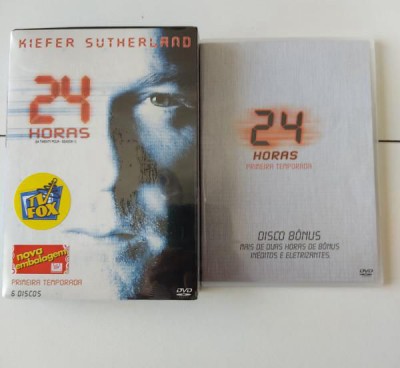 KIEFER SUTHERLAND
24
HORAS
TV
FOX
nova
embalagem
PRIMEIRA TEMPORADA
6 DISCOS
DVD
24
HORAS
PRIMEIRA TEMPORADA
DISCO BÔNUS
MAIS DE DUAS HORAS DE BÔNUS
INÉDITOS E ELETRIZANTES.
DVD